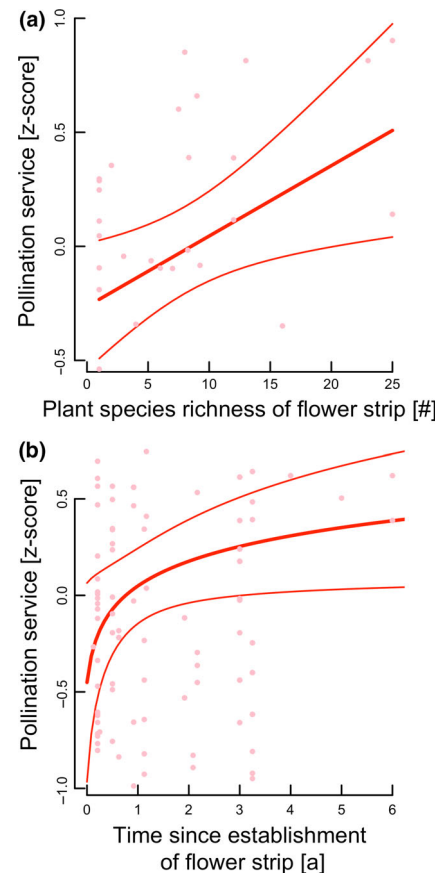 (a)
Pollination service [z-score]
1.0
0.5
0.0
−0.5
0 5 10 15 20 25
Plant species richness of flower strip [#]
(b)
Pollination service [z-score]
0.5
0.0
−0.5
−1.0
0 1 2 3 4 5 6
Time since establishment
of flower strip [a]